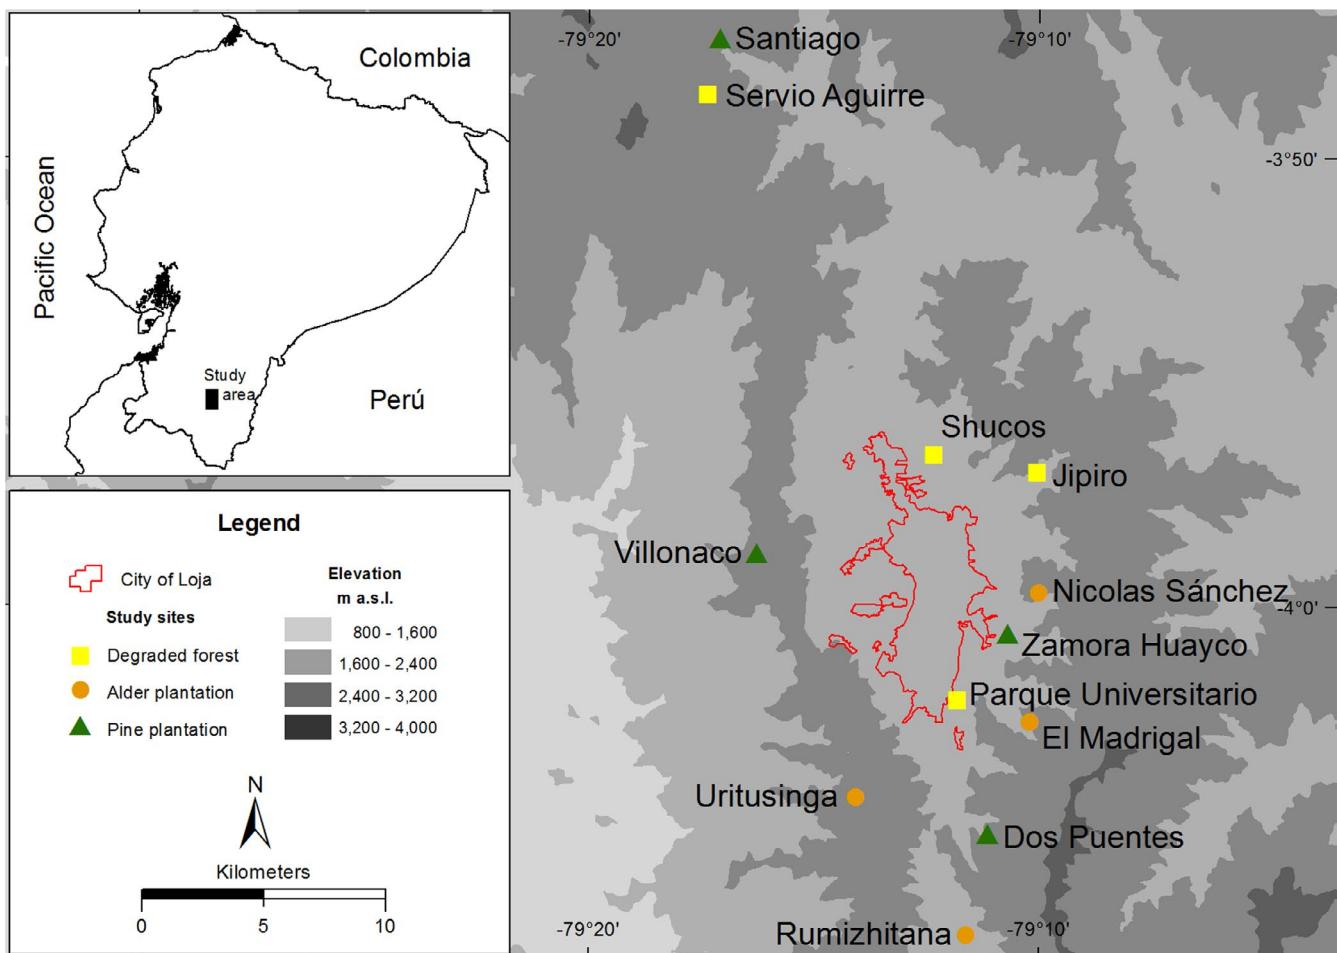 Colombia
Pacific Ocean
Study
area
Perú
Legend
City of Loja
Study sites
Degraded forest
Alder plantation
Pine plantation
Elevation
m a.s.l.
800 - 1,600
1,600 - 2,400
2,400 - 3,200
3,200 - 4,000
N
Kilometers
0 5 10
-79°20'
-79°10'
Santiago
Servio Aguirre
-3°50'
Shucos
Jipiro
Villonaco
Nicolas Sánchez
-4°0'
Zamora Huayco
Parque Universitario
El Madrigal
Uritusinga
Dos Puentes
Rumizhitana
-79°20'
-79°10'